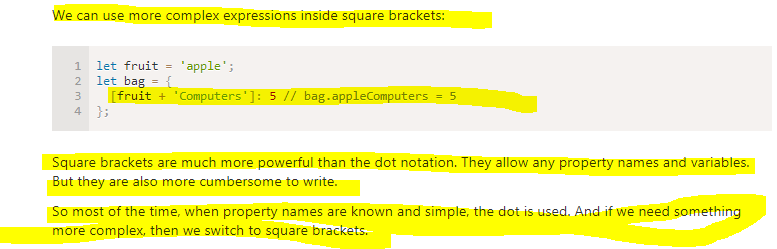 We can use more complex expressions inside square brackets:
1 let fruit = 'apple';
2 let bag = {
3 [fruit + 'Computers']: 5 // bag.appleComputers = 5
4 };
Square brackets are much more powerful than the dot notation. They allow any property names and variables.
But they are also more cumbersome to write.
So most of the time, when property names are known and simple, the dot is used. And if we need something
more complex, then we switch to square brackets.